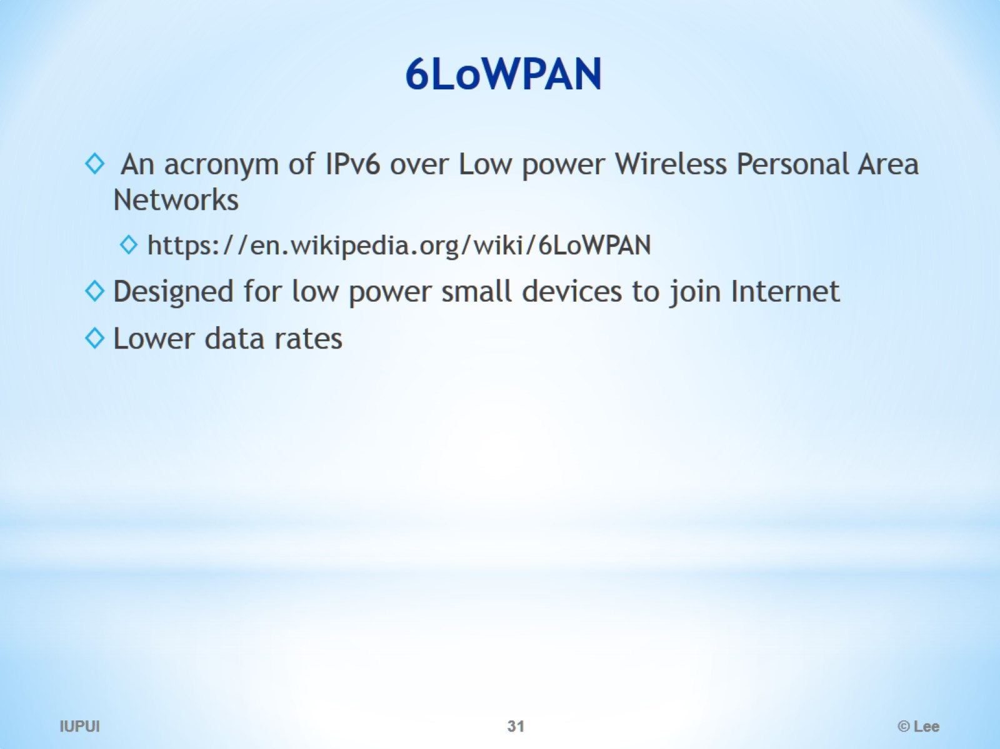 6LoWPAN
◇ An acronym of IPv6 over Low power Wireless Personal Area
Networks
◇ https://en.wikipedia.org/wiki/6LoWPAN
◇ Designed for low power small devices to join Internet
◇ Lower data rates
IUPUI 31 © Lee